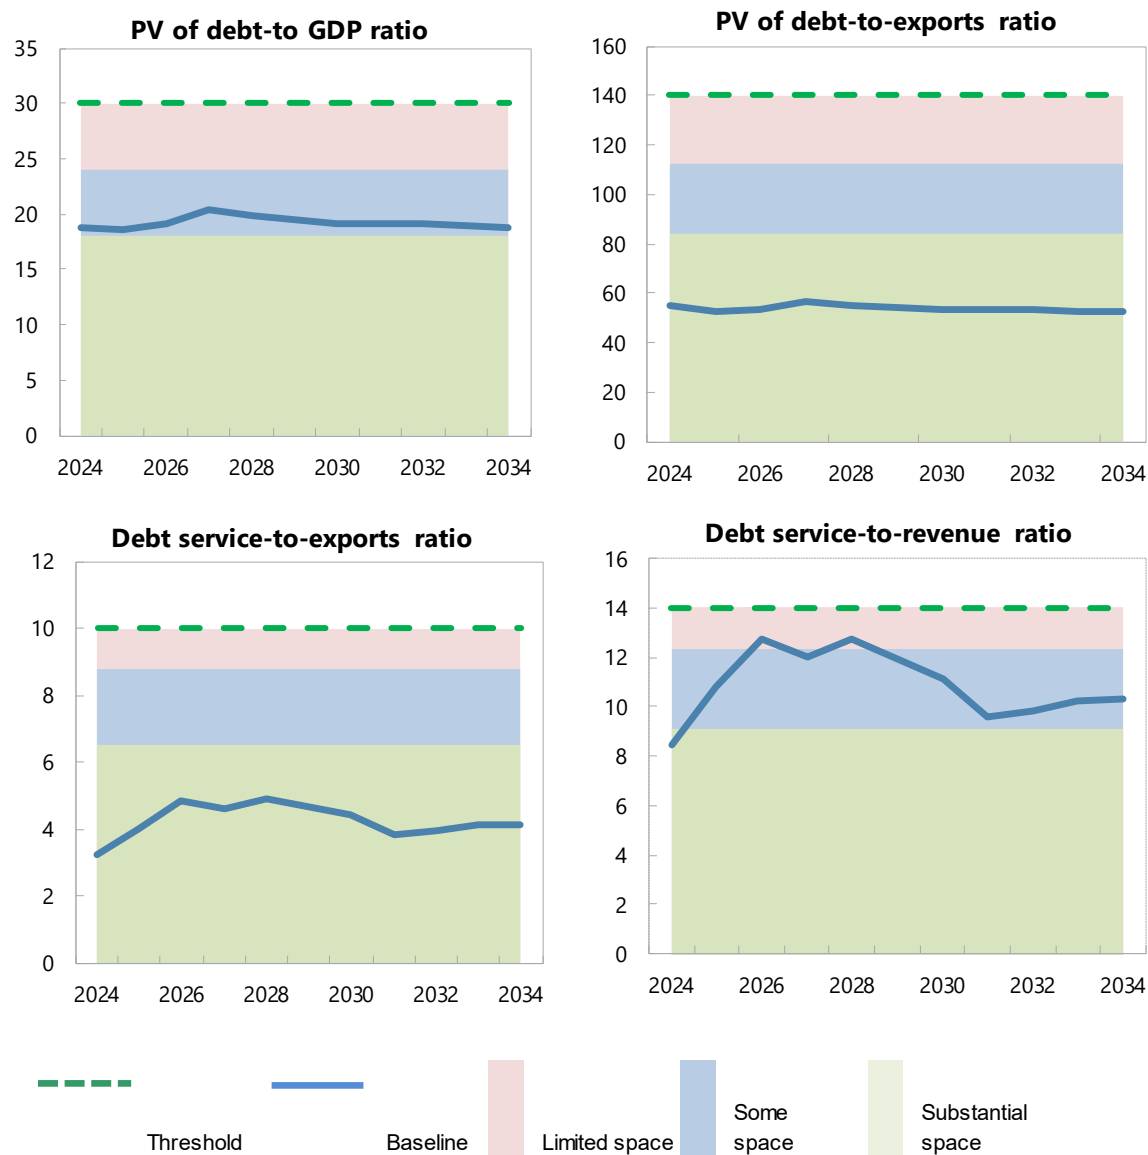 PV of debt-to GDP ratio
35
30
25
20
15
10
5
0
2024 2026 2028 2030 2032 2034
PV of debt-to-exports ratio
160
140
120
100
80
60
40
20
0
2024 2026 2028 2030 2032 2034
Debt service-to-exports ratio
12
10
8
6
4
2
0
2024 2026 2028 2030 2032 2034
Debt service-to-revenue ratio
16
14
12
10
8
6
4
2
0
2024 2026 2028 2030 2032 2034
Threshold
Baseline
Limited space
Some
space
Substantial
space